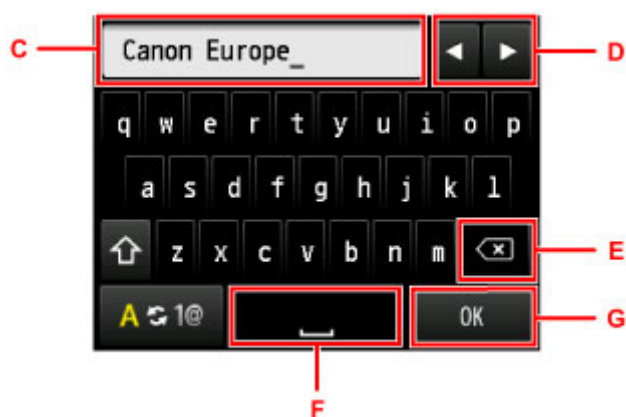 C Canon Europe_ D
q w e r t y u i o p
a s d f g h j k l
z x c v b n m E
A 1@ OK G
F